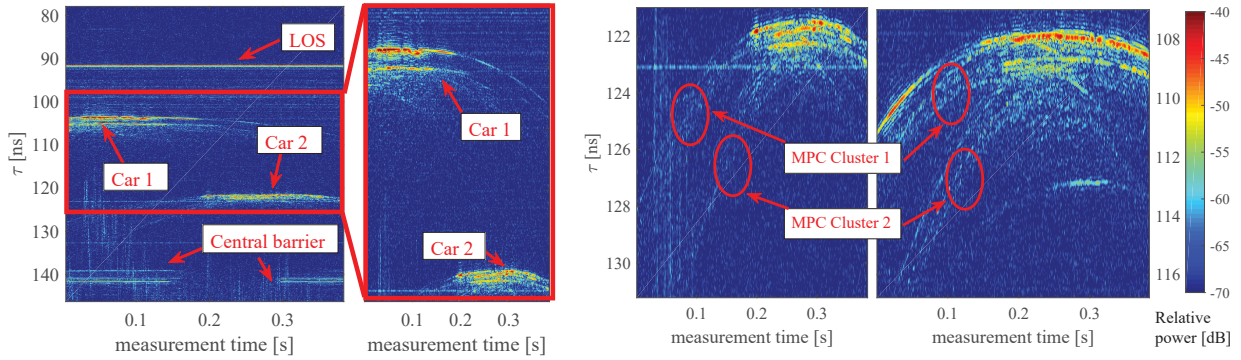 80
90
100
110
120
130
140
τ [ns]
LOS
Car 1
Car 2
Central barrier
0.1
0.2
0.3
measurement time [s]
Car 1
Car 2
0.1
0.2
0.3
measurement time [s]
122
124
126
128
130
τ [ns]
MPC Cluster 1
MPC Cluster 2
0.1
0.2
0.3
measurement time [s]
108
110
112
114
116
0.1
0.2
0.3
measurement time [s]
-40
-45
-50
-55
-60
-65
-70
Relative
power [dB]